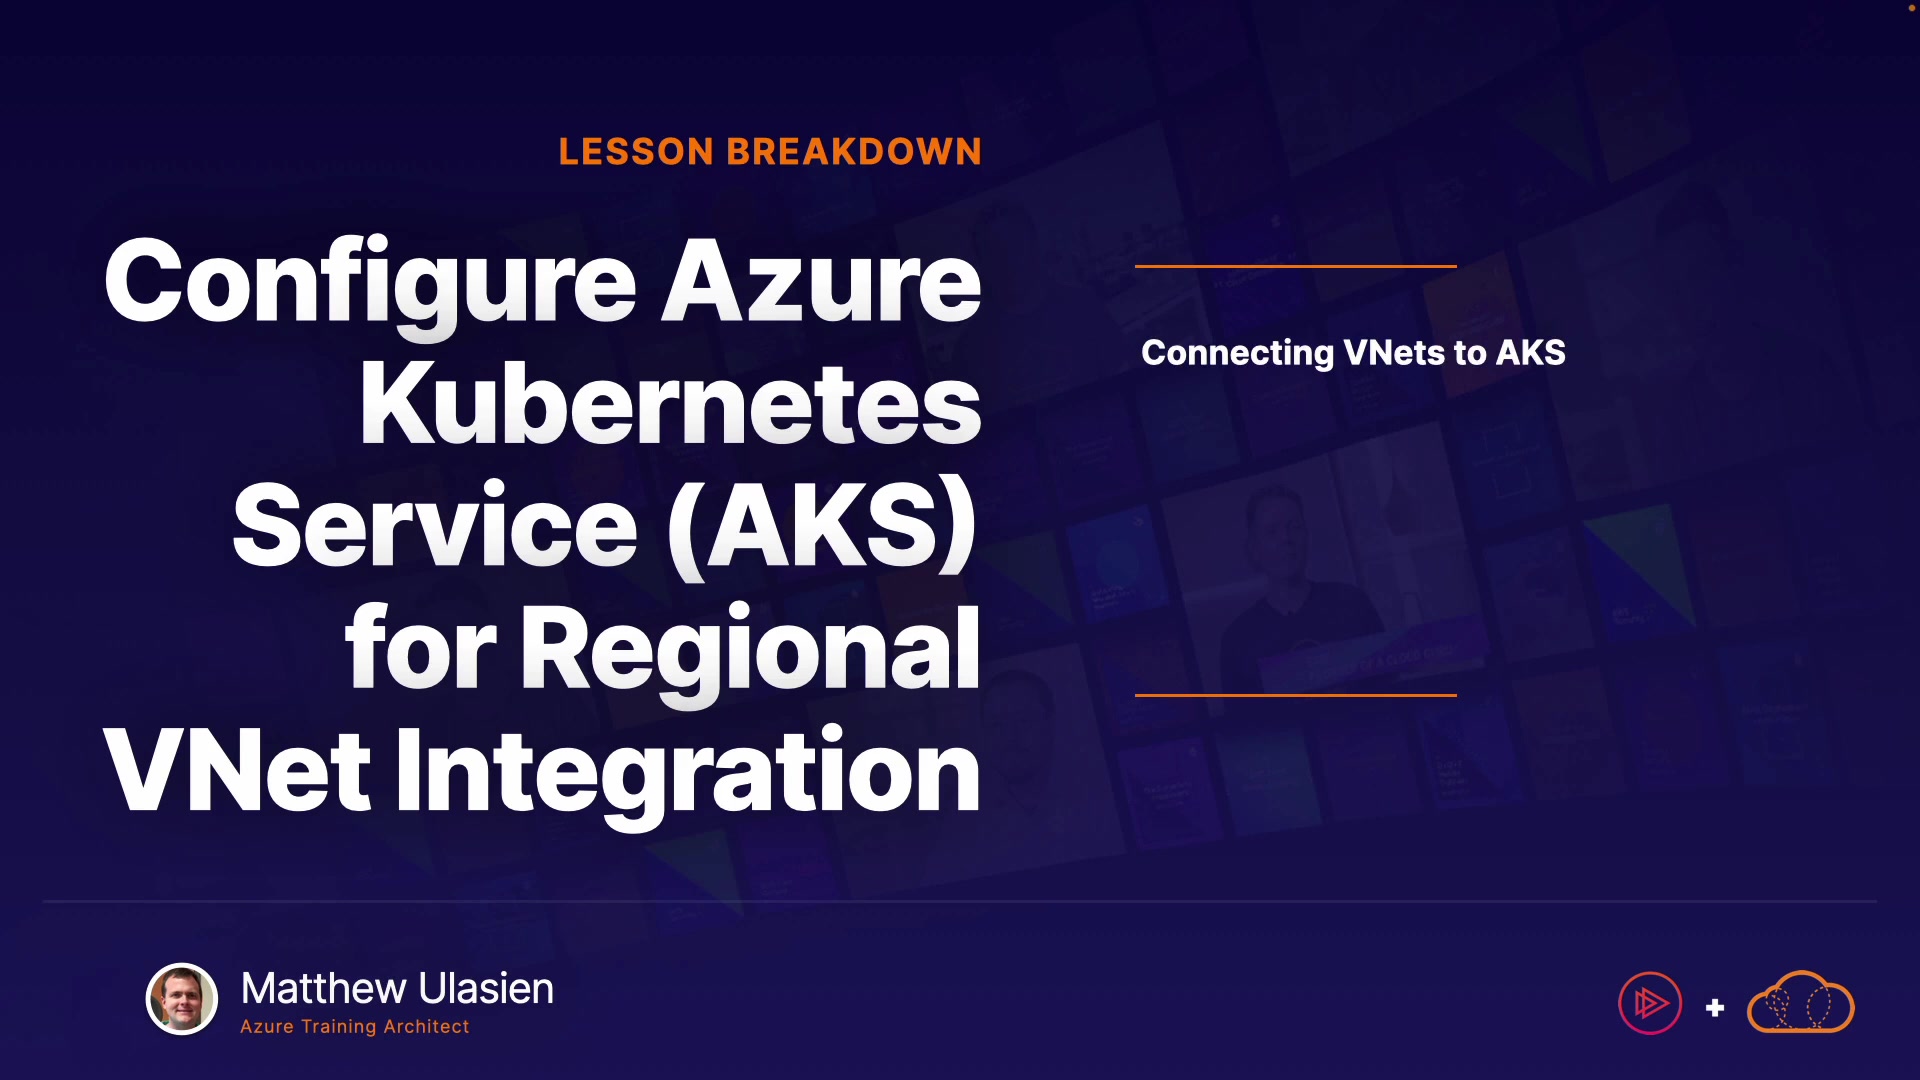 LESSON BREAKDOWN
Configure Azure
Kubernetes
Service (AKS)
for Regional
VNet Integration
Connecting VNets to AKS
Matthew Ulasien
Azure Training Architect
+